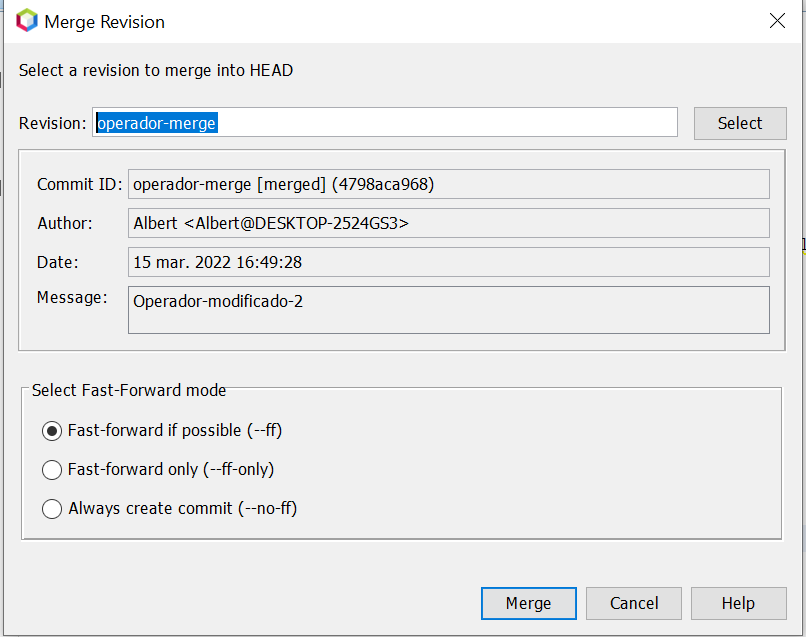 Merge Revision
Select a revision to merge into HEAD
Revision: operador-merge Select
Commit ID: operador-merge [merged] (4798aca968)
Author: Albert <Albert@DESKTOP-2524GS3>
Date: 15 mar. 2022 16:49:28
Message: Operador-modificado-2
Select Fast-Forward mode
Fast-forward if possible (--ff)
Fast-forward only (--ff-only)
Always create commit (--no-ff)
Merge Cancel Help